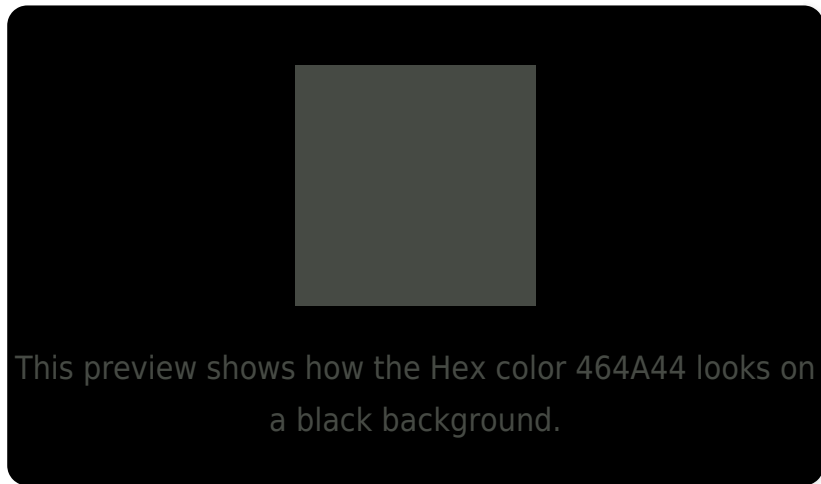 This preview shows how the Hex color 464A44 looks on
a black background.